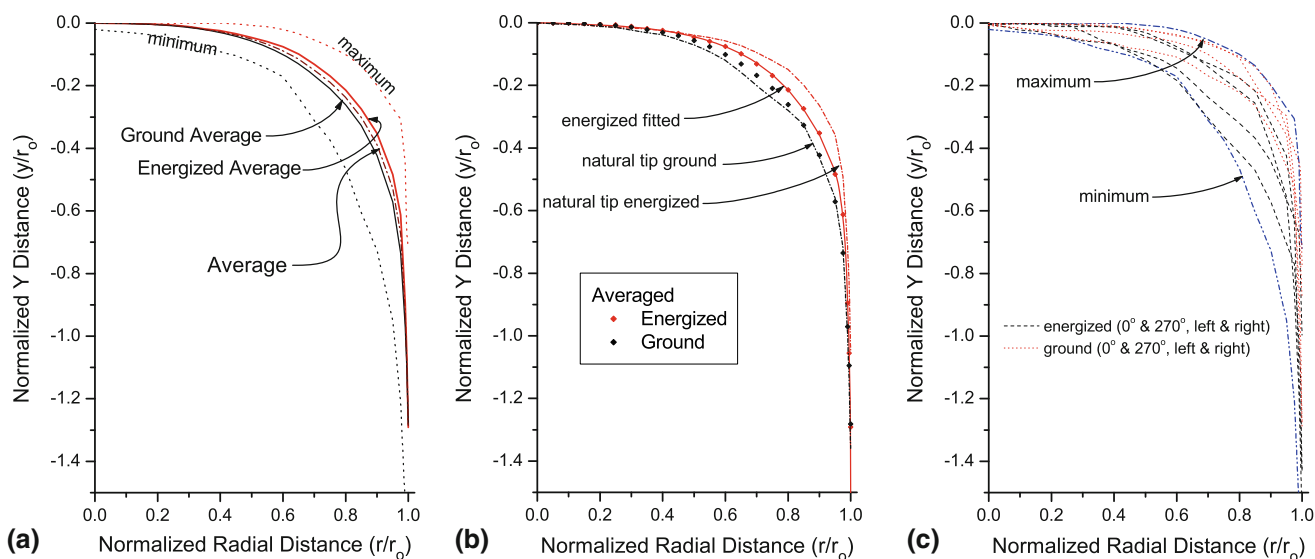 0.0
-0.2
-0.4
-0.6
-0.8
-1.0
-1.2
-1.4
Normalized Y Distance (y/ro)
minimum
maximum
Ground Average
Energized Average
Average
0.0 0.2 0.4 0.6 0.8 1.0
Normalized Radial Distance (r/ro)
(a)
0.0
-0.2
-0.4
-0.6
-0.8
-1.0
-1.2
-1.4
Normalized Y Distance (y/ro)
energized fitted
natural tip ground
natural tip energized
Averaged
Energized
Ground
0.0 0.2 0.4 0.6 0.8 1.0
Normalized Radial Distance (r/ro)
(b)
0.0
-0.2
-0.4
-0.6
-0.8
-1.0
-1.2
-1.4
Normalized Y Distance (y/ro)
maximum
minimum
energized (0° & 270°, left & right)
ground (0° & 270°, left & right)
0.0 0.2 0.4 0.6 0.8 1.0
Normalized Radial Distance (r/ro)
(c)